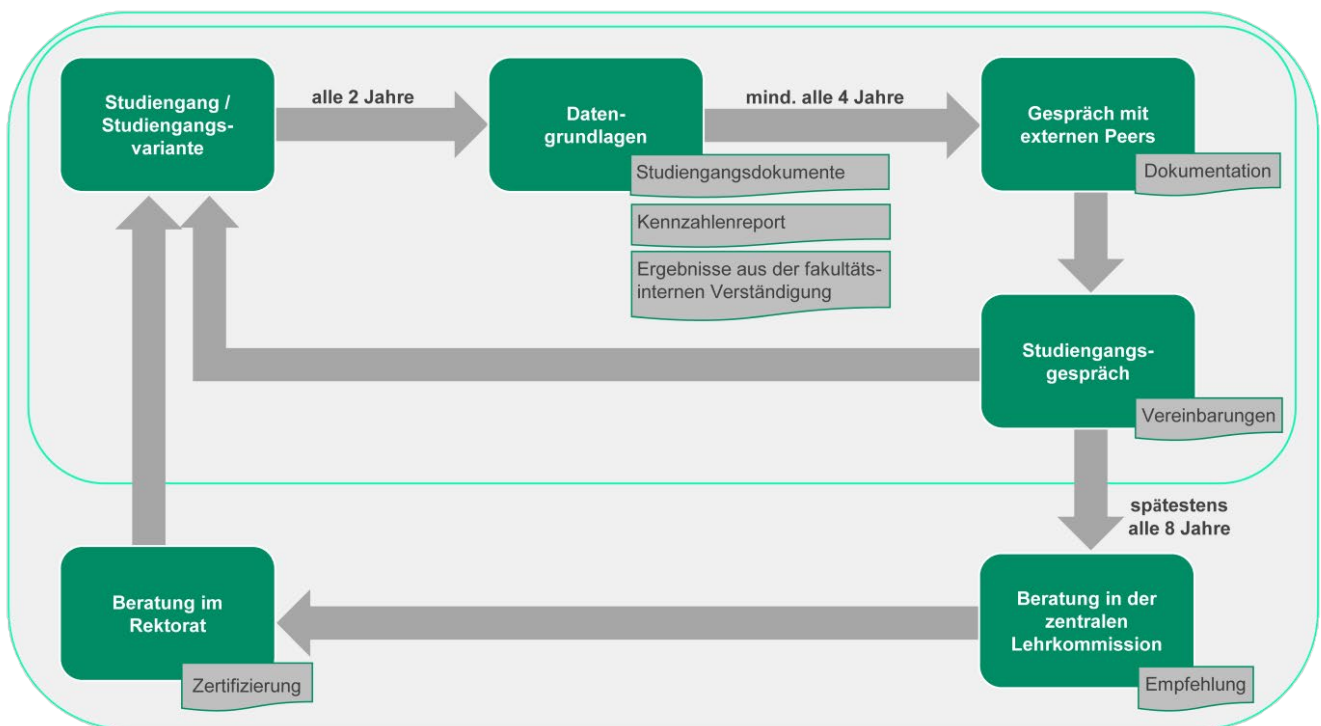 Studiengang /
Studiengangs-
variante
alle 2 Jahre
Daten-
grundlagen
Studiengangsdokumente
Kennzahlenreport
Ergebnisse aus der fakultäts-
internen Verständigung
mind. alle 4 Jahre
Gespräch mit
externen Peers
Dokumentation
Studiengangs-
gespräch
Vereinbarungen
spätestens
alle 8 Jahre
Beratung in der
zentralen
Lehrkommission
Empfehlung
Beratung im
Rektorat
Zertifizierung